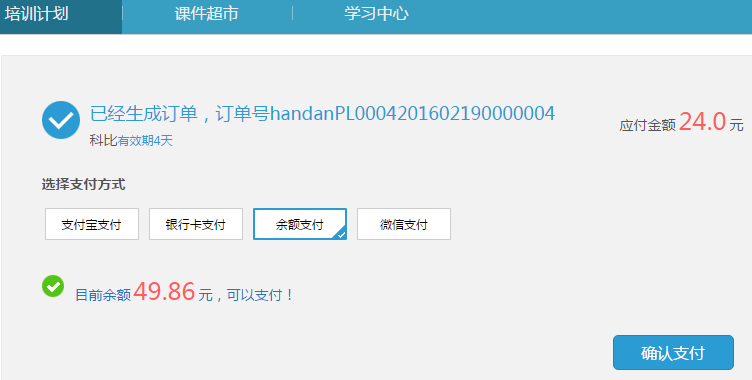 培训计划 课件超市 学习中心
已经生成订单，订单号handanPL0004201602190000004
应付金额 24.0 元
科比有效期4天
选择支付方式
支付宝支付 银行卡支付 余额支付 微信支付
目前余额 49.86 元，可以支付！
确认支付